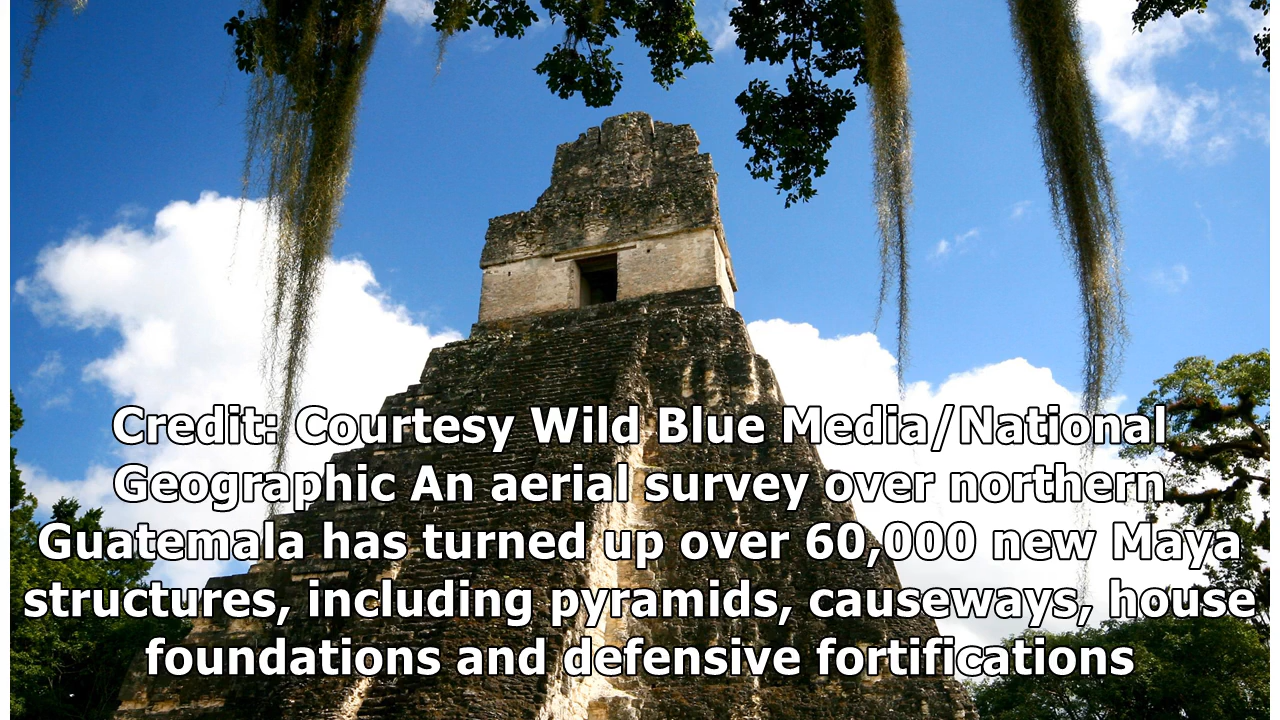 Credit: Courtesy Wild Blue Media/National
Geographic An aerial survey over northern
Guatemala has turned up over 60,000 new Maya
structures, including pyramids, causeways, house
foundations and defensive fortifications